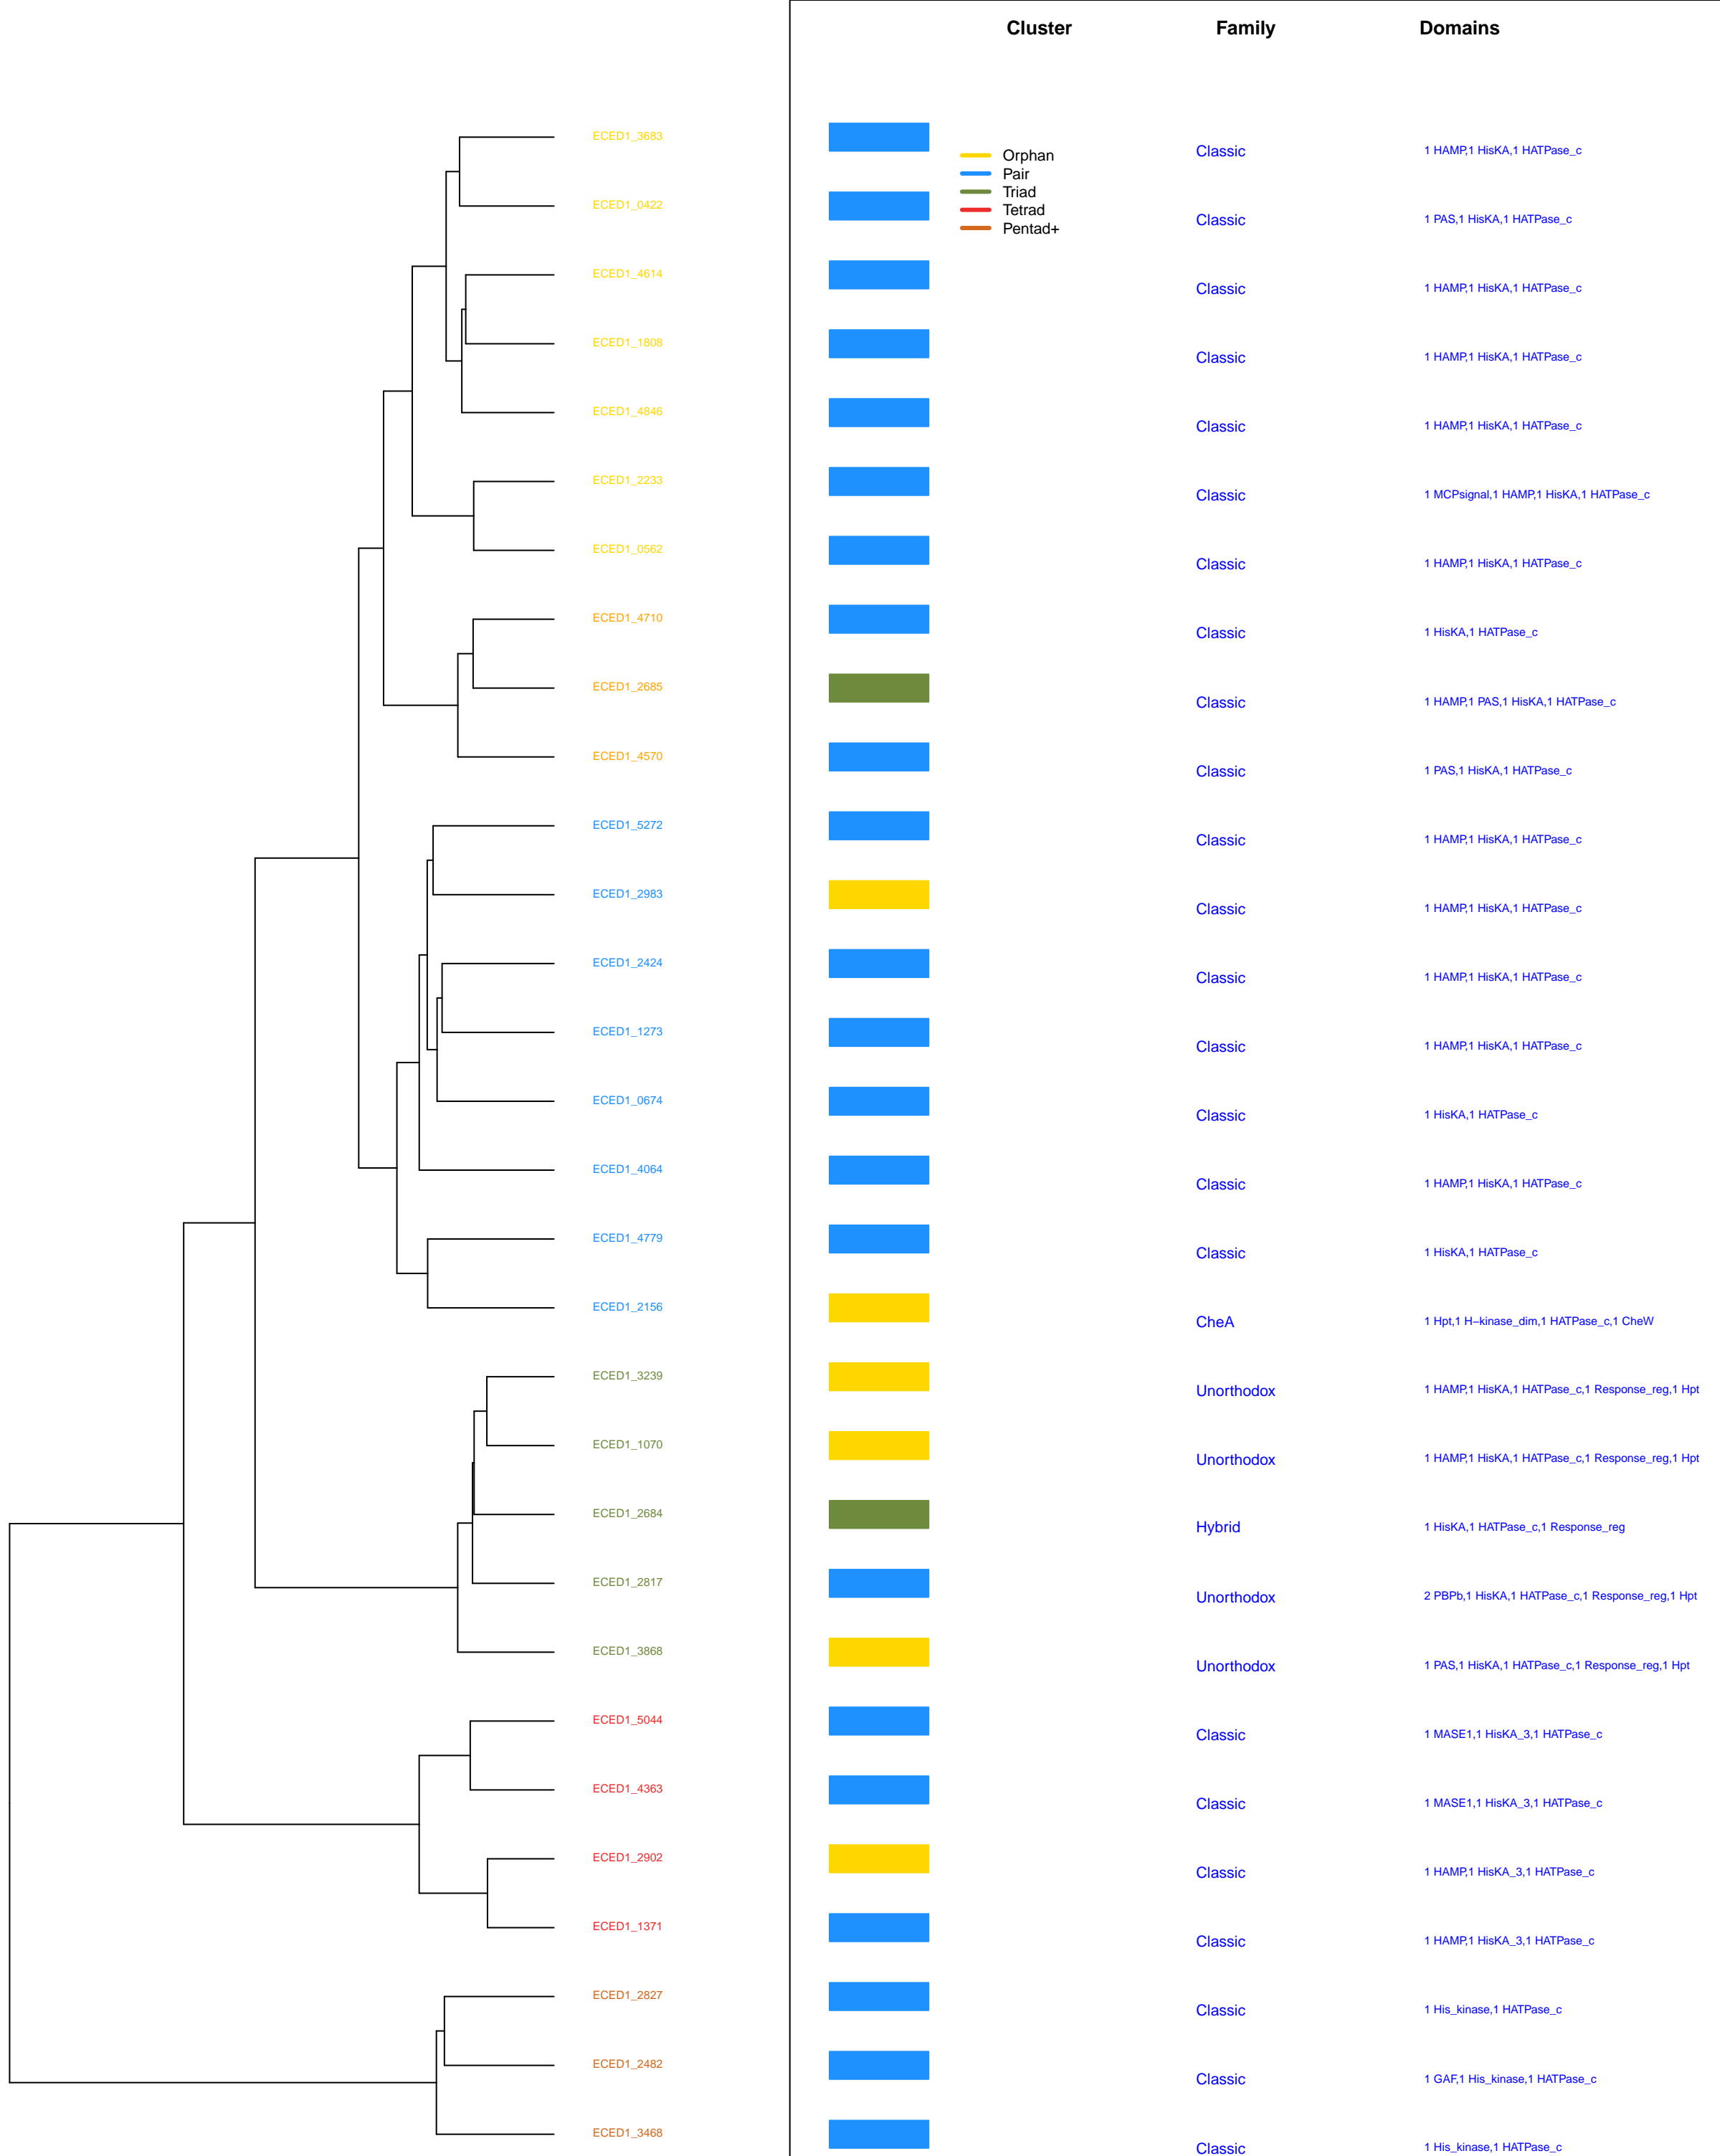 Cluster Family Domains
ECED1_3683 Classic 1 HAMP,1 HisKA,1 HATPase_c
Orphan
Pair
Triad
Tetrad
Pentad+
ECED1_0422 Classic 1 PAS,1 HisKA,1 HATPase_c
ECED1_4614 Classic 1 HAMP,1 HisKA,1 HATPase_c
ECED1_1808 Classic 1 HAMP,1 HisKA,1 HATPase_c
ECED1_4846 Classic 1 HAMP,1 HisKA,1 HATPase_c
ECED1_2233 Classic 1 MCPsignal,1 HAMP,1 HisKA,1 HATPase_c
ECED1_0562 Classic 1 HAMP,1 HisKA,1 HATPase_c
ECED1_4710 Classic 1 HisKA,1 HATPase_c
ECED1_2685 Classic 1 HAMP,1 PAS,1 HisKA,1 HATPase_c
ECED1_4570 Classic 1 PAS,1 HisKA,1 HATPase_c
ECED1_5272 Classic 1 HAMP,1 HisKA,1 HATPase_c
ECED1_2983 Classic 1 HAMP,1 HisKA,1 HATPase_c
ECED1_2424 Classic 1 HAMP,1 HisKA,1 HATPase_c
ECED1_1273 Classic 1 HAMP,1 HisKA,1 HATPase_c
ECED1_0674 Classic 1 HisKA,1 HATPase_c
ECED1_4064 Classic 1 HAMP,1 HisKA,1 HATPase_c
ECED1_4779 Classic 1 HisKA,1 HATPase_c
ECED1_2156 CheA 1 Hpt,1 H−kinase_dim,1 HATPase_c,1 CheW
ECED1_3239 Unorthodox 1 HAMP,1 HisKA,1 HATPase_c,1 Response_reg,1 Hpt
ECED1_1070 Unorthodox 1 HAMP,1 HisKA,1 HATPase_c,1 Response_reg,1 Hpt
ECED1_2684 Hybrid 1 HisKA,1 HATPase_c,1 Response_reg
ECED1_2817 Unorthodox 2 PBPb,1 HisKA,1 HATPase_c,1 Response_reg,1 Hpt
ECED1_3868 Unorthodox 1 PAS,1 HisKA,1 HATPase_c,1 Response_reg,1 Hpt
ECED1_5044 Classic 1 MASE1,1 HisKA_3,1 HATPase_c
ECED1_4363 Classic 1 MASE1,1 HisKA_3,1 HATPase_c
ECED1_2902 Classic 1 HAMP,1 HisKA_3,1 HATPase_c
ECED1_1371 Classic 1 HAMP,1 HisKA_3,1 HATPase_c
ECED1_2827 Classic 1 His_kinase,1 HATPase_c
ECED1_2482 Classic 1 GAF,1 His_kinase,1 HATPase_c
ECED1_3468 Classic 1 His_kinase,1 HATPase_c